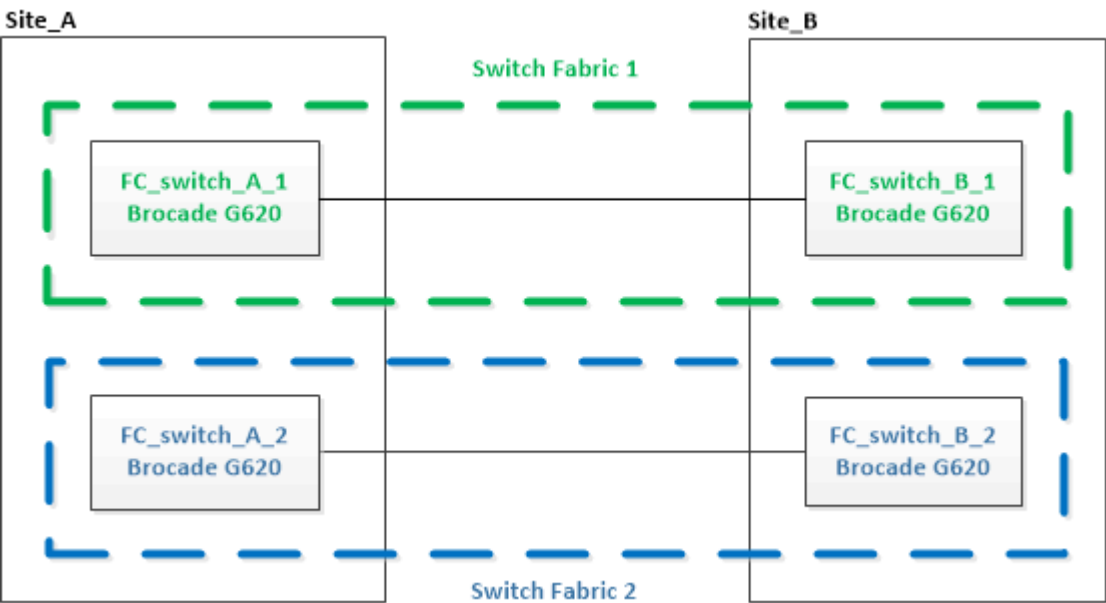 Site_A
Site_B
Switch Fabric 1
FC_switch_A_1
Brocade G620
FC_switch_B_1
Brocade G620
FC_switch_A_2
Brocade G620
FC_switch_B_2
Brocade G620
Switch Fabric 2